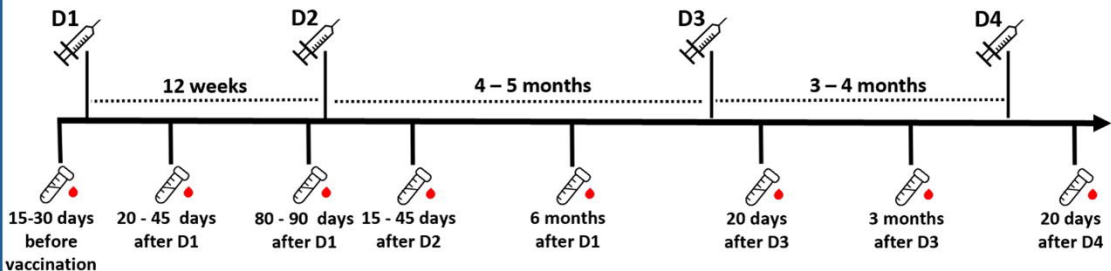 D1 D2 D3 D4
12 weeks 4 – 5 months 3 – 4 months
15-30 days 20 - 45 days 80 - 90 days 15 - 45 days 6 months 20 days 3 months 20 days
before after D1 after D1 after D2 after D1 after D3 after D3 after D4
vaccination